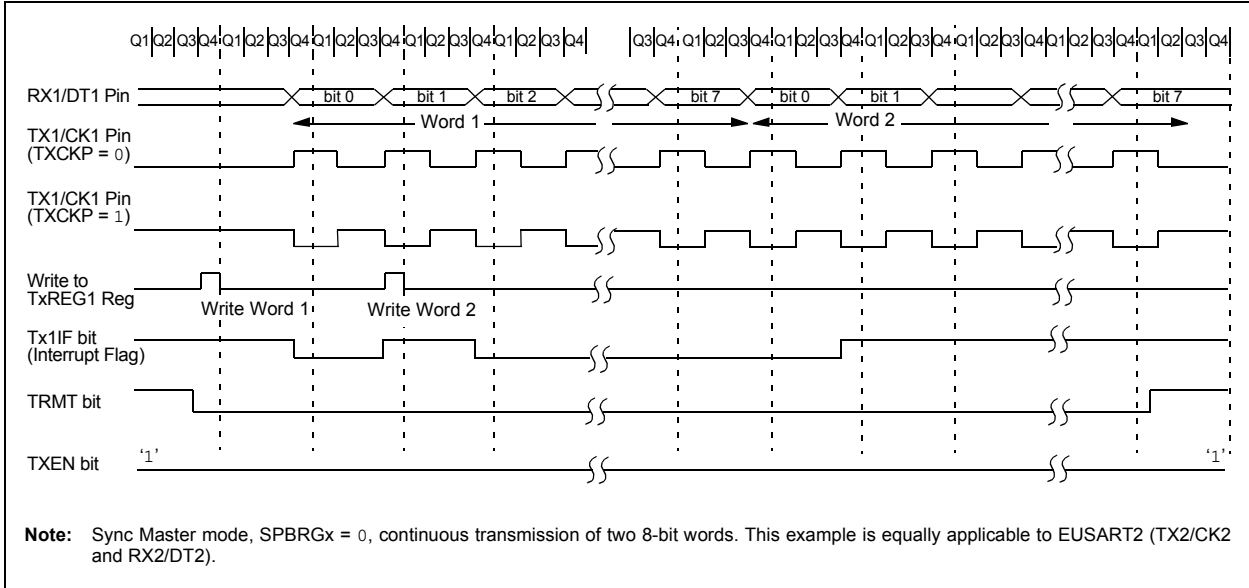 Q1 Q2 Q3 Q4 Q1 Q2 Q3 Q4 Q1 Q2 Q3 Q4 Q1 Q2 Q3 Q4 Q1 Q2 Q3 Q4 Q3 Q4 Q1 Q2 Q3 Q4 Q1 Q2 Q3 Q4 Q1 Q2 Q3 Q4 Q1 Q2 Q3 Q4 Q1 Q2 Q3 Q4 Q1 Q2 Q3 Q4
RX1/DT1 Pin bit 0 bit 1 bit 2 bit 7 bit 0 bit 1 bit 7
Word 1 Word 2
TX1/CK1 Pin
(TXCKP = 0)
TX1/CK1 Pin
(TXCKP = 1)
Write to
TxREG1 Reg
Write Word 1 Write Word 2
Tx1IF bit
(Interrupt Flag)
TRMT bit
TXEN bit ‘1’ ‘1’
Note: Sync Master mode, SPBRGx = 0, continuous transmission of two 8-bit words. This example is equally applicable to EUSART2 (TX2/CK2
and RX2/DT2).